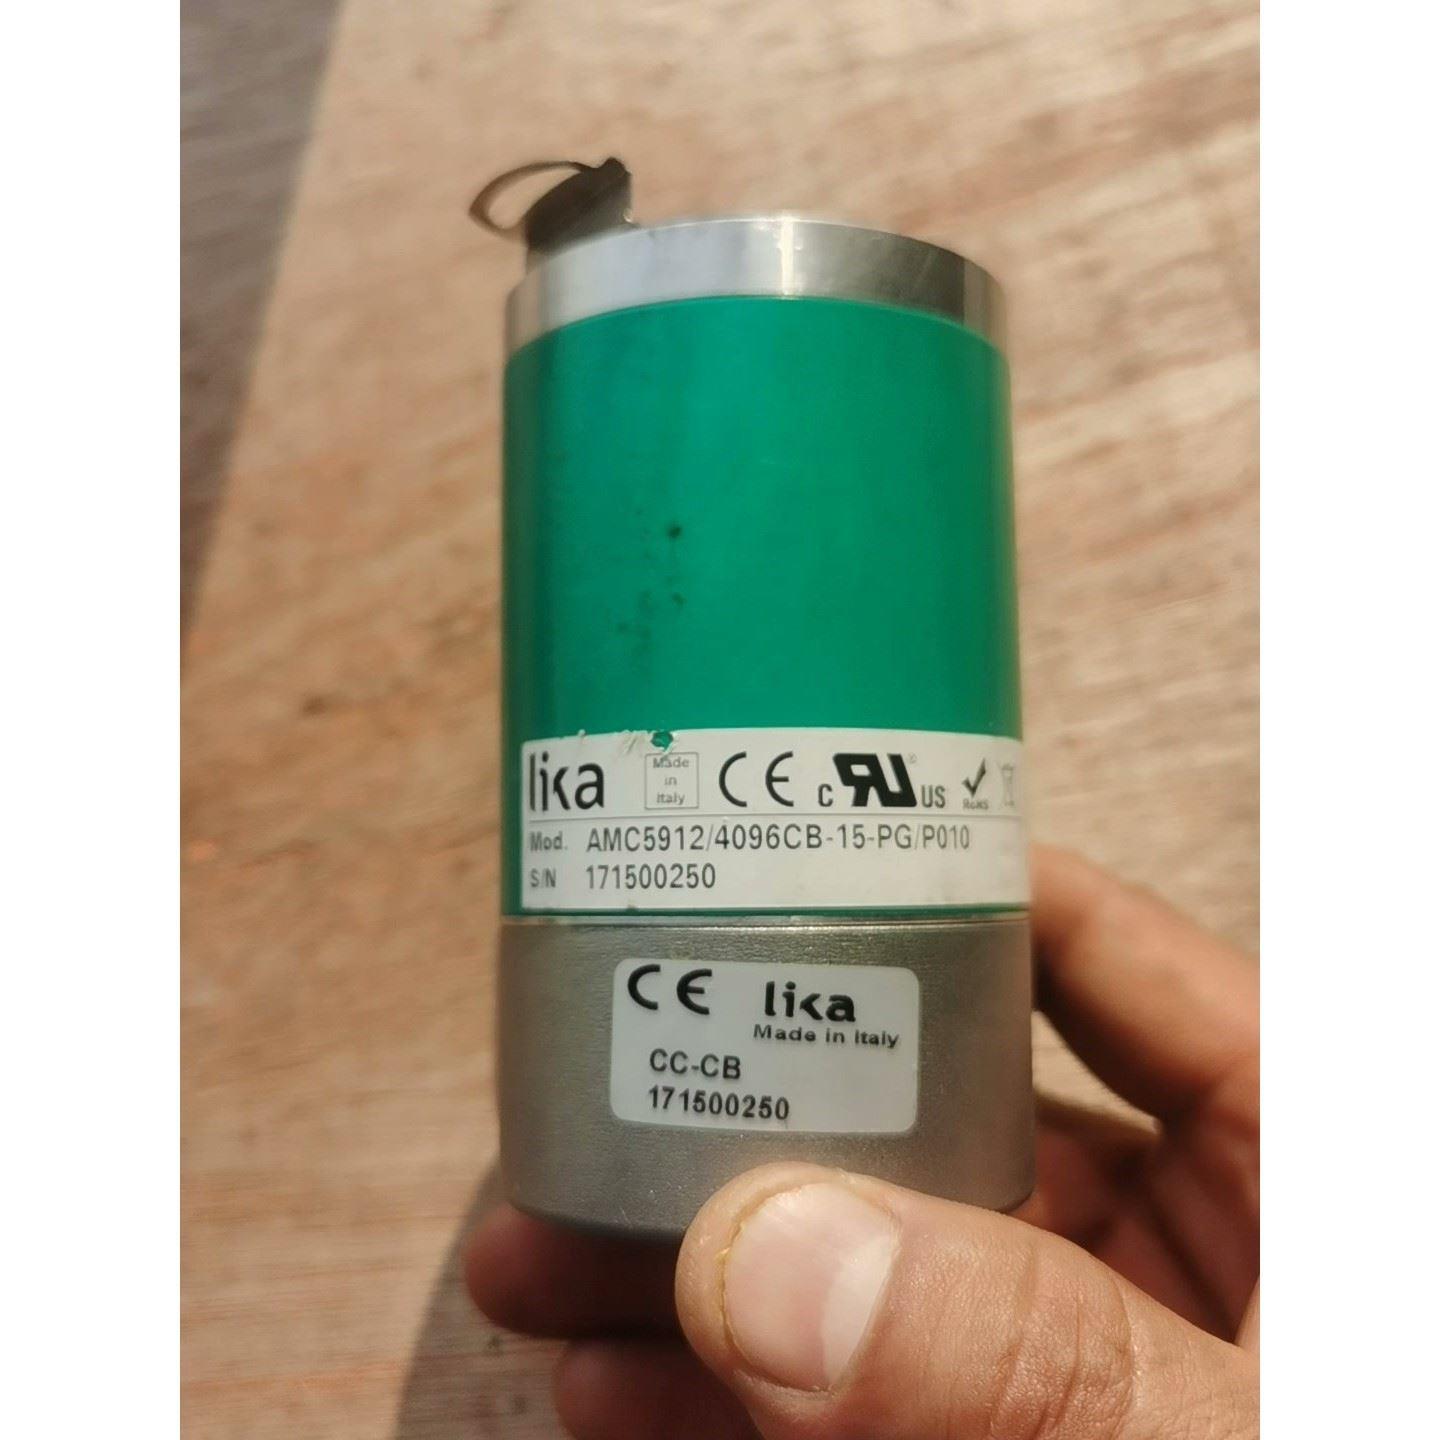 lika Made in Italy CE c RU US RoHS
Mod. AMC5912/4096CB-15-PG/P010
S/N 171500250
CE lika
Made in Italy
CC-CB
171500250